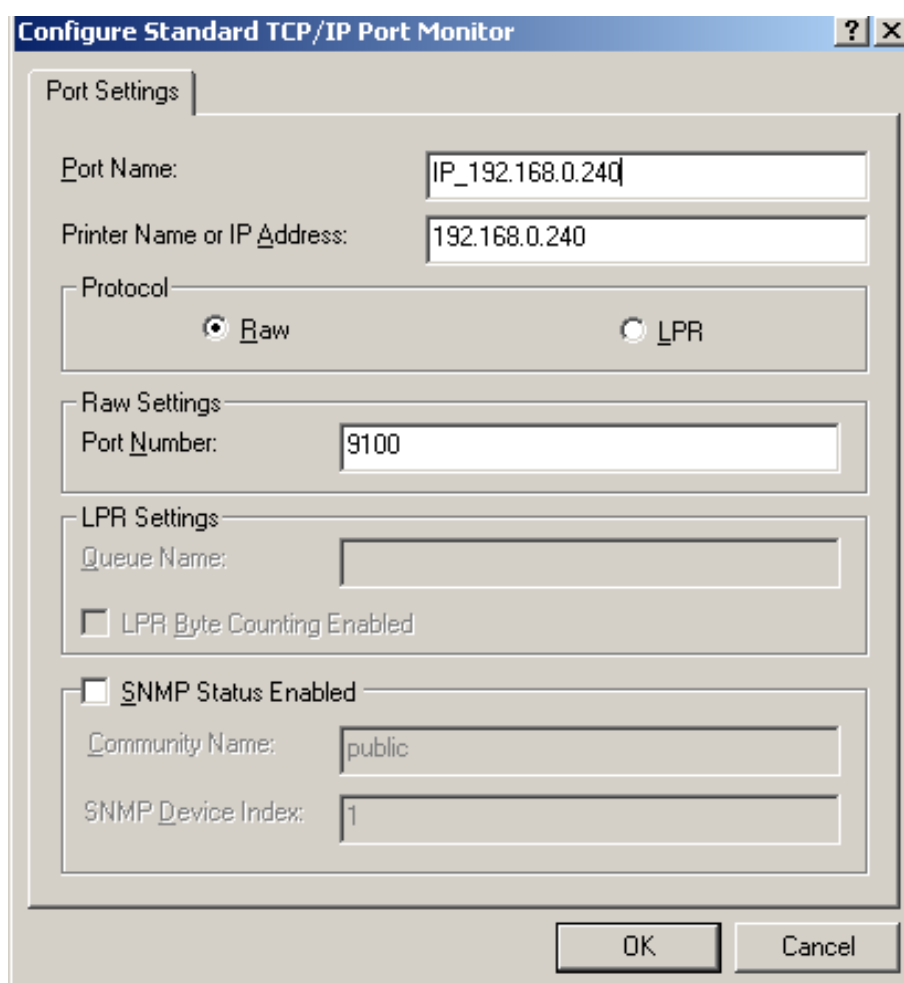 Configure Standard TCP/IP Port Monitor
Port Settings
Port Name: IP_192.168.0.240
Printer Name or IP Address: 192.168.0.240
Protocol
Raw LPR
Raw Settings
Port Number: 9100
LPR Settings
Queue Name:
LPR Byte Counting Enabled
SNMP Status Enabled
Community Name: public
SNMP Device Index: 1
OK Cancel